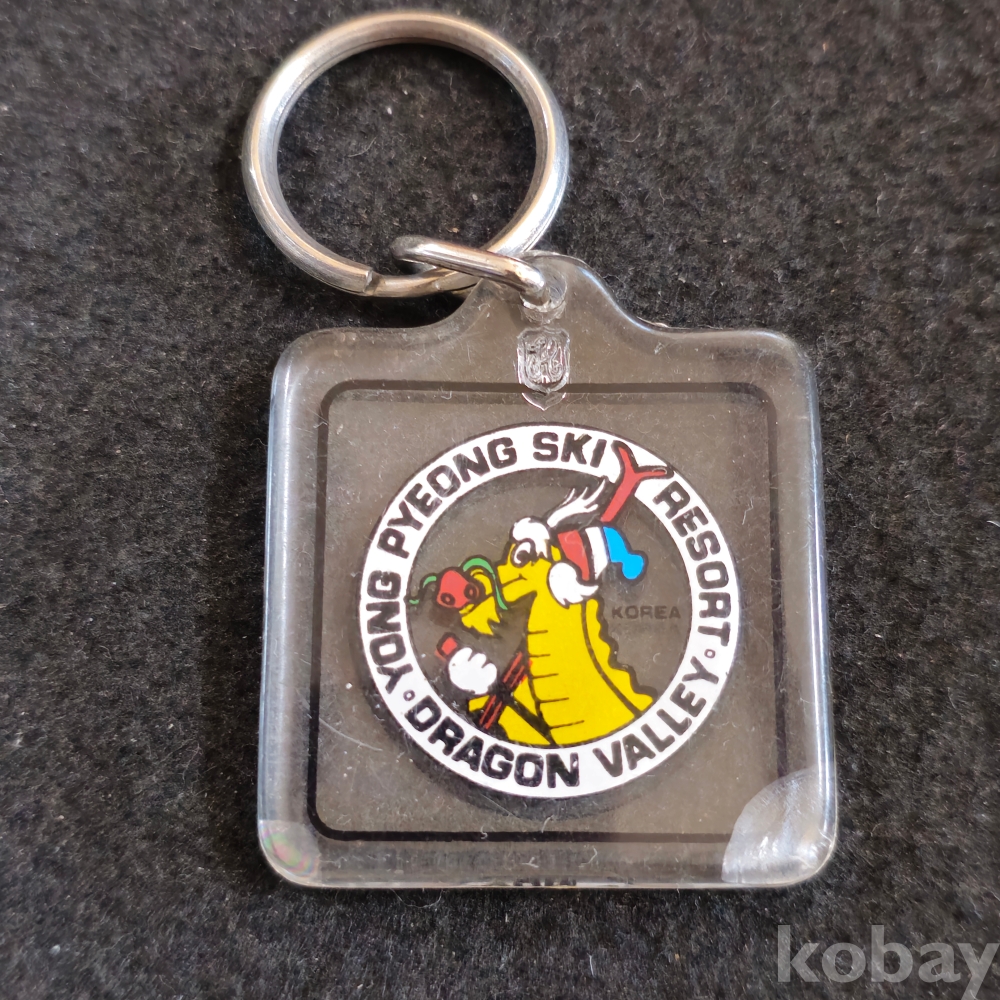 YONG PYEONG SKI RESORT
DRAGON VALLEY
KOREA
kobay